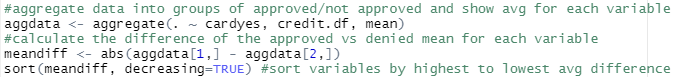 #aggregate data into groups of approved/not approved and show avg for each variable
aggdata <- aggregate(. ~ cardyes, credit.df, mean)
#calculate the difference of the approved vs denied mean for each variable
meandiff <- abs(aggdata[1,] - aggdata[2,])
sort(meandiff, decreasing=TRUE) #sort variables by highest to lowest avg difference